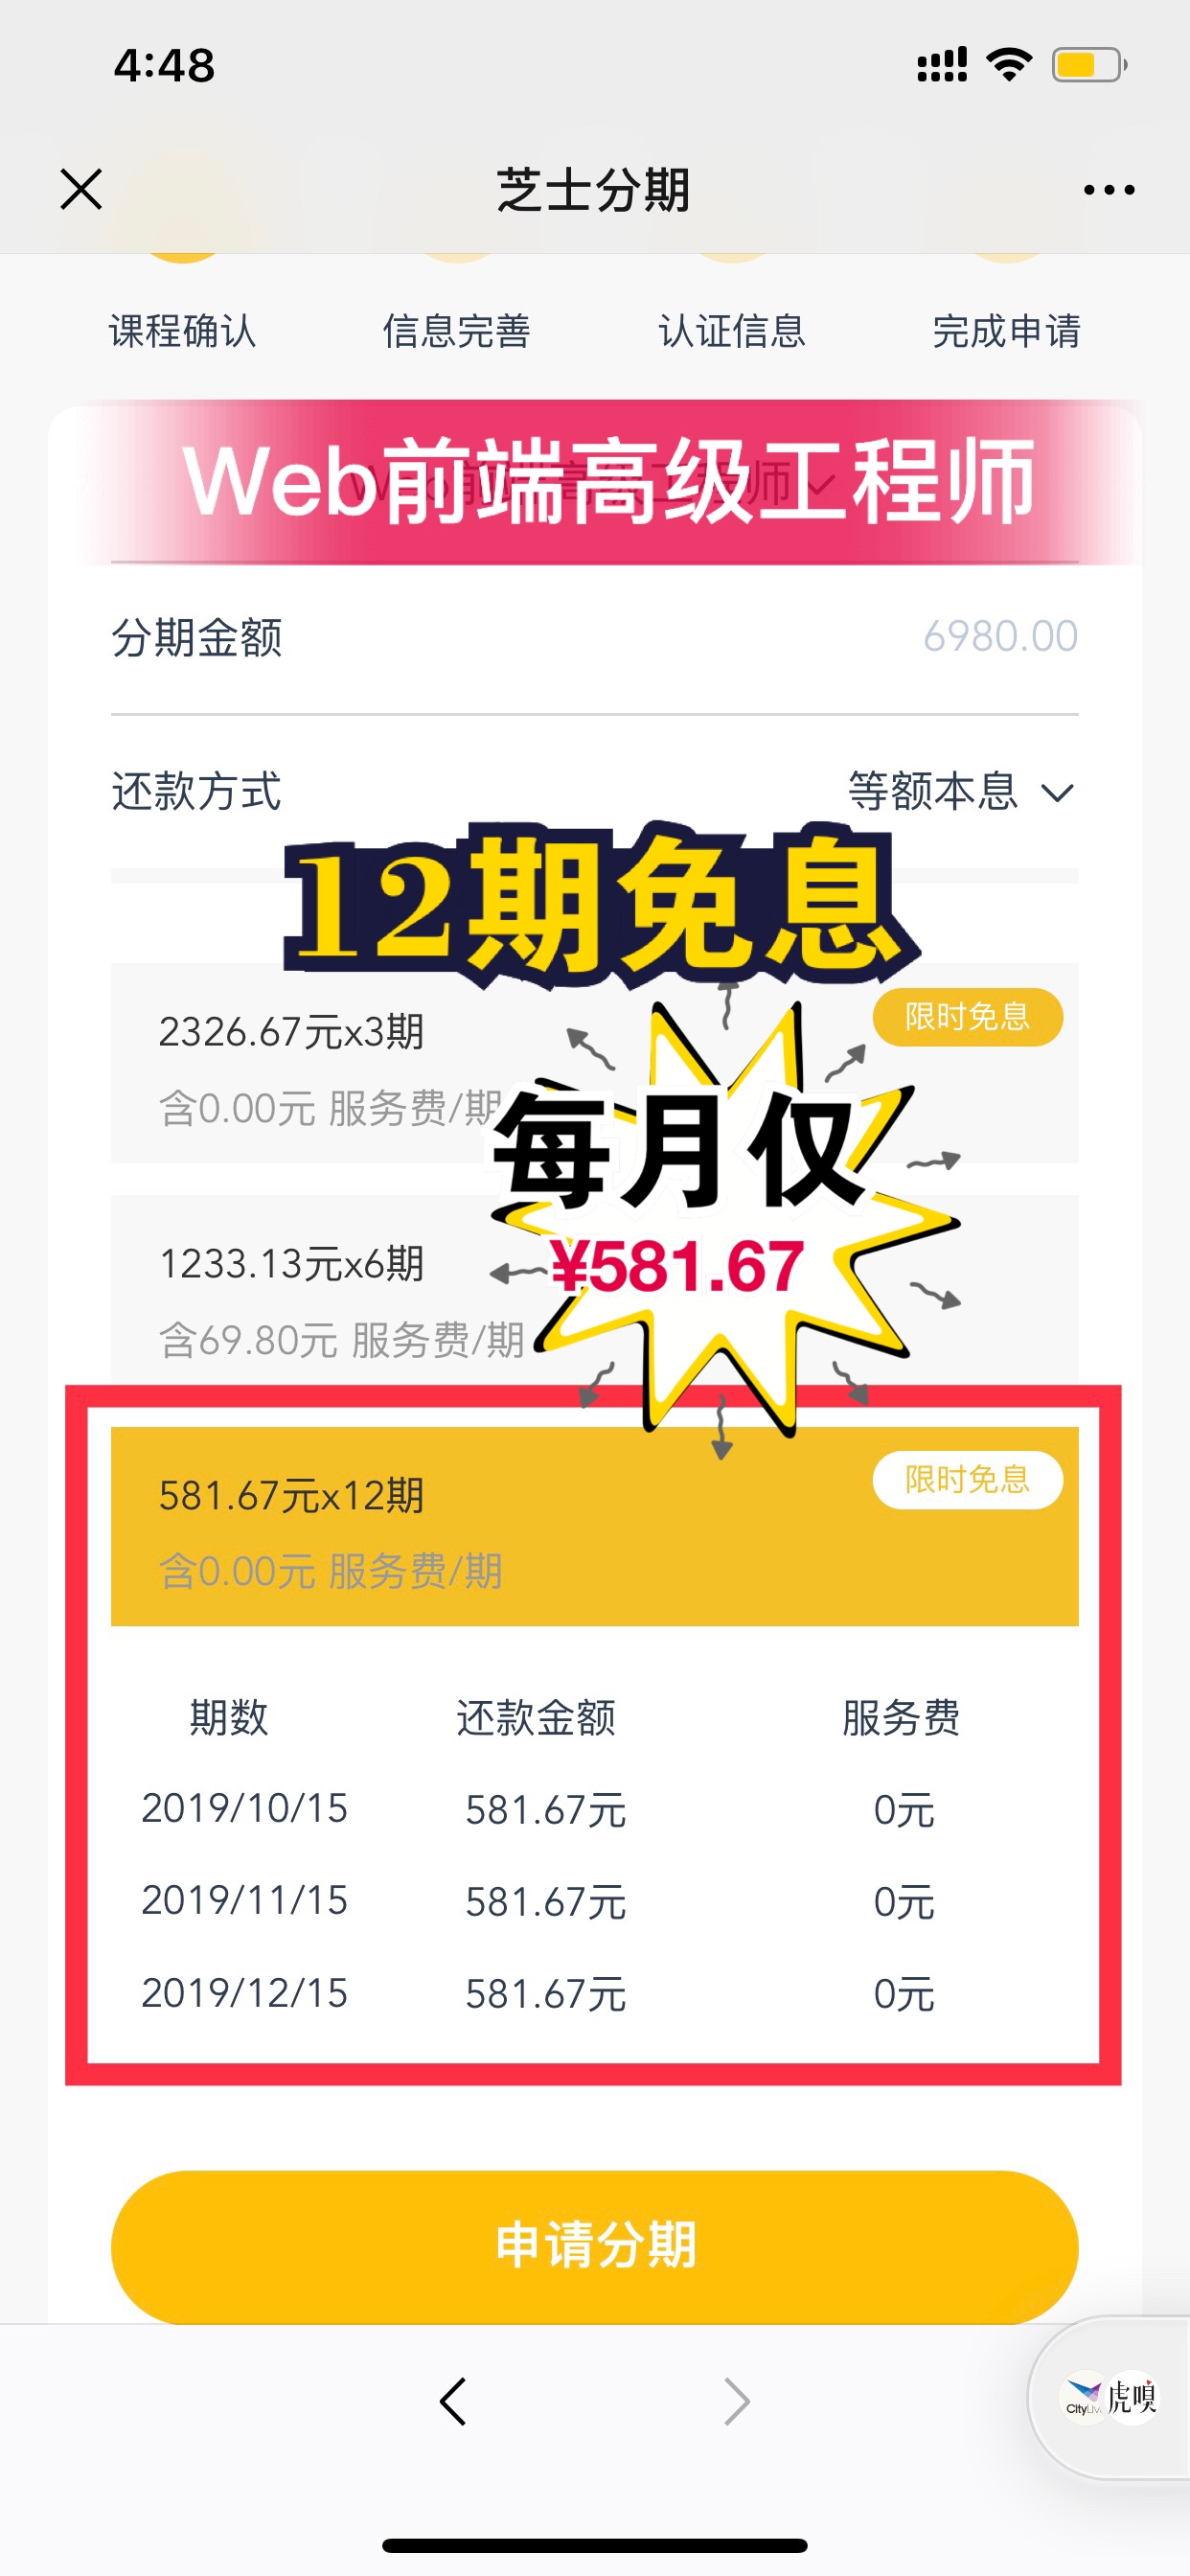 4:48
芝士分期
课程确认 信息完善 认证信息 完成申请
Web前端高级工程师
分期金额 6980.00
还款方式 等额本息
12期免息
2326.67元x3期 限时免息
含0.00元 服务费/期
每月仅
1233.13元x6期
¥581.67
含69.80元 服务费/期
581.67元x12期 限时免息
含0.00元 服务费/期
期数 还款金额 服务费
2019/10/15 581.67元 0元
2019/11/15 581.67元 0元
2019/12/15 581.67元 0元
申请分期
虎嗅